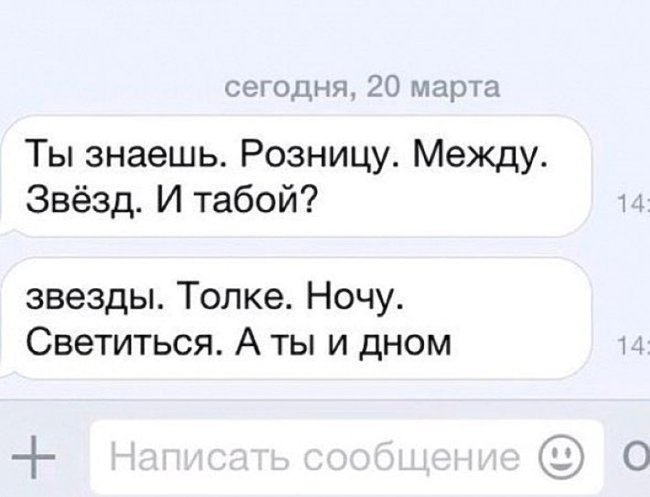 сегодня, 20 марта
Ты знаешь. Розницу. Между.
Звёзд. И табой?
14:
звезды. Толке. Ночу.
Светиться. А ты и дном
14:
Написать сообщение
О